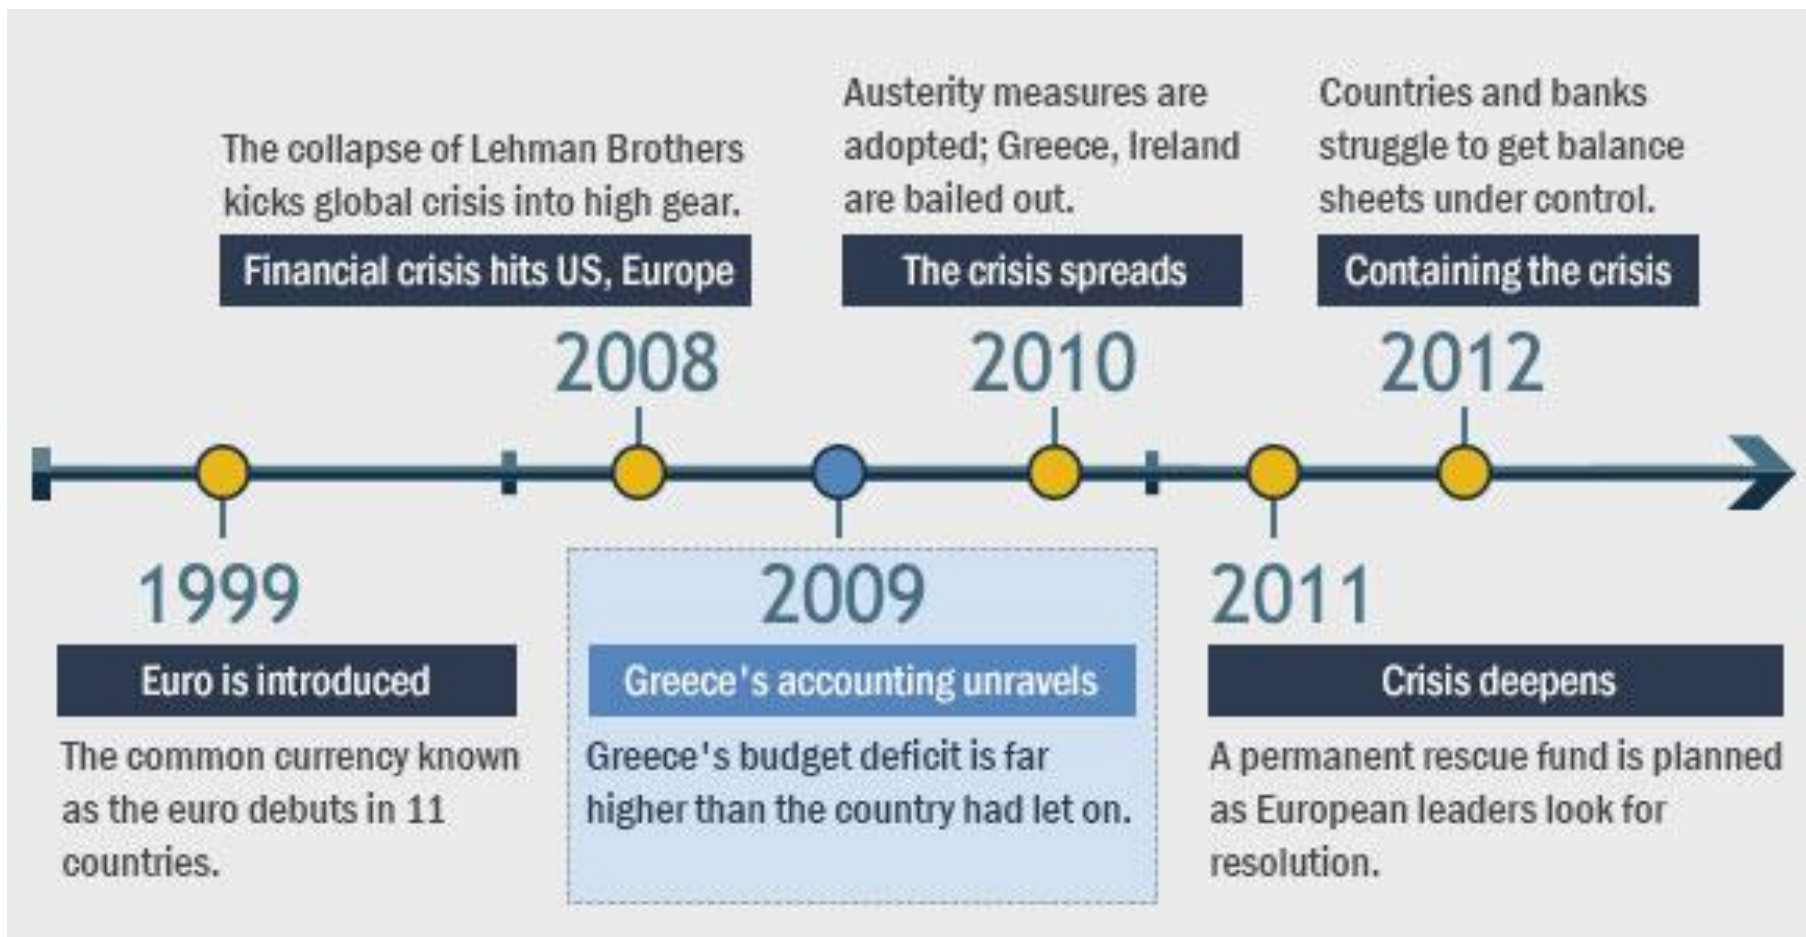 The collapse of Lehman Brothers
kicks global crisis into high gear.
Financial crisis hits US, Europe
2008
Austerity measures are
adopted; Greece, Ireland
are bailed out.
The crisis spreads
2010
Countries and banks
struggle to get balance
sheets under control.
Containing the crisis
2012
1999
Euro is introduced
The common currency known
as the euro debuts in 11
countries.
2009
Greece's accounting unravels
Greece's budget deficit is far
higher than the country had let on.
2011
Crisis deepens
A permanent rescue fund is planned
as European leaders look for
resolution.